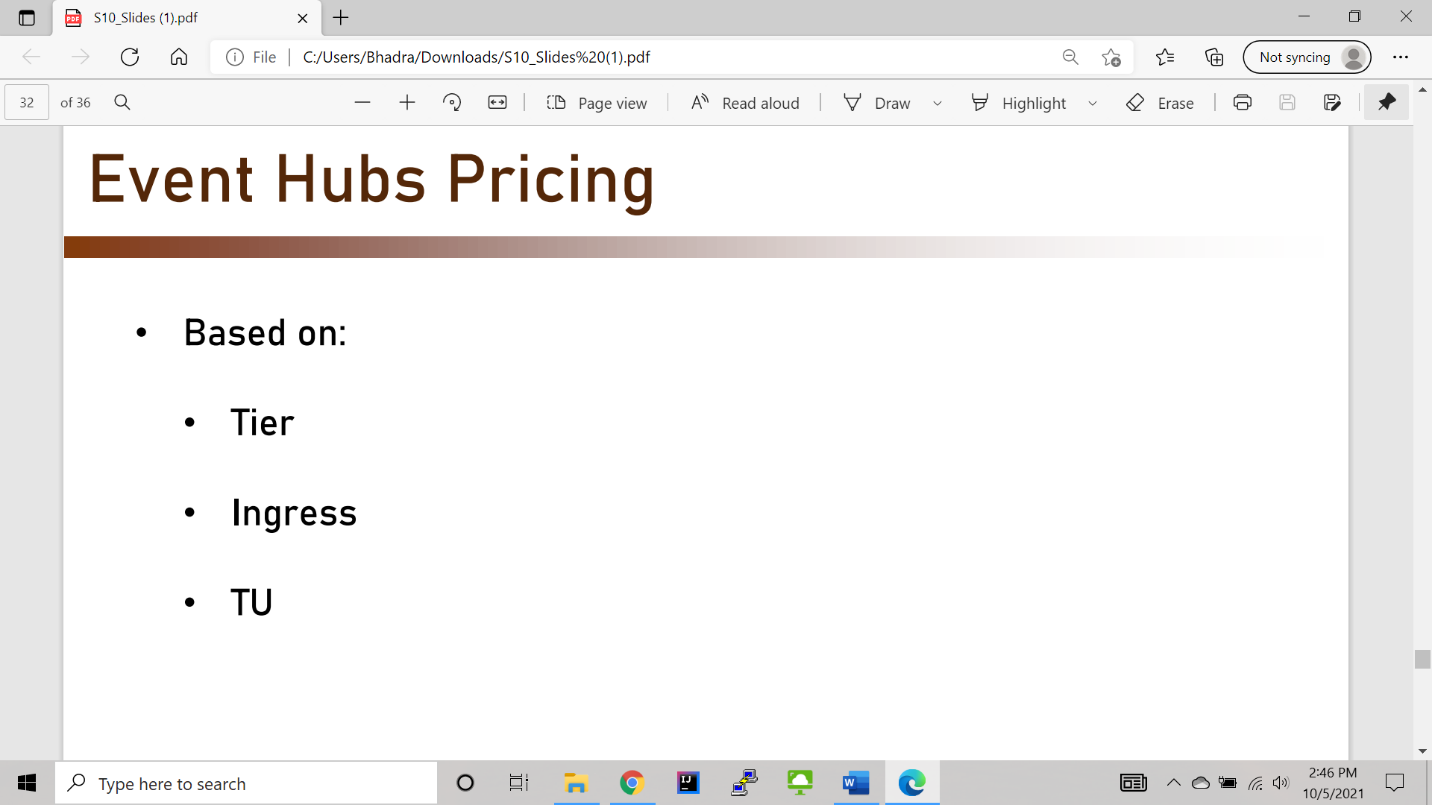 S10_Slides (1).pdf
File
C:/Users/Bhadra/Downloads/S10_Slides%20(1).pdf
Not syncing
32 of 36
Page view
Read aloud
Draw
Highlight
Erase
Event Hubs Pricing
• Based on:
• Tier
• Ingress
• TU
Type here to search
2:46 PM
10/5/2021